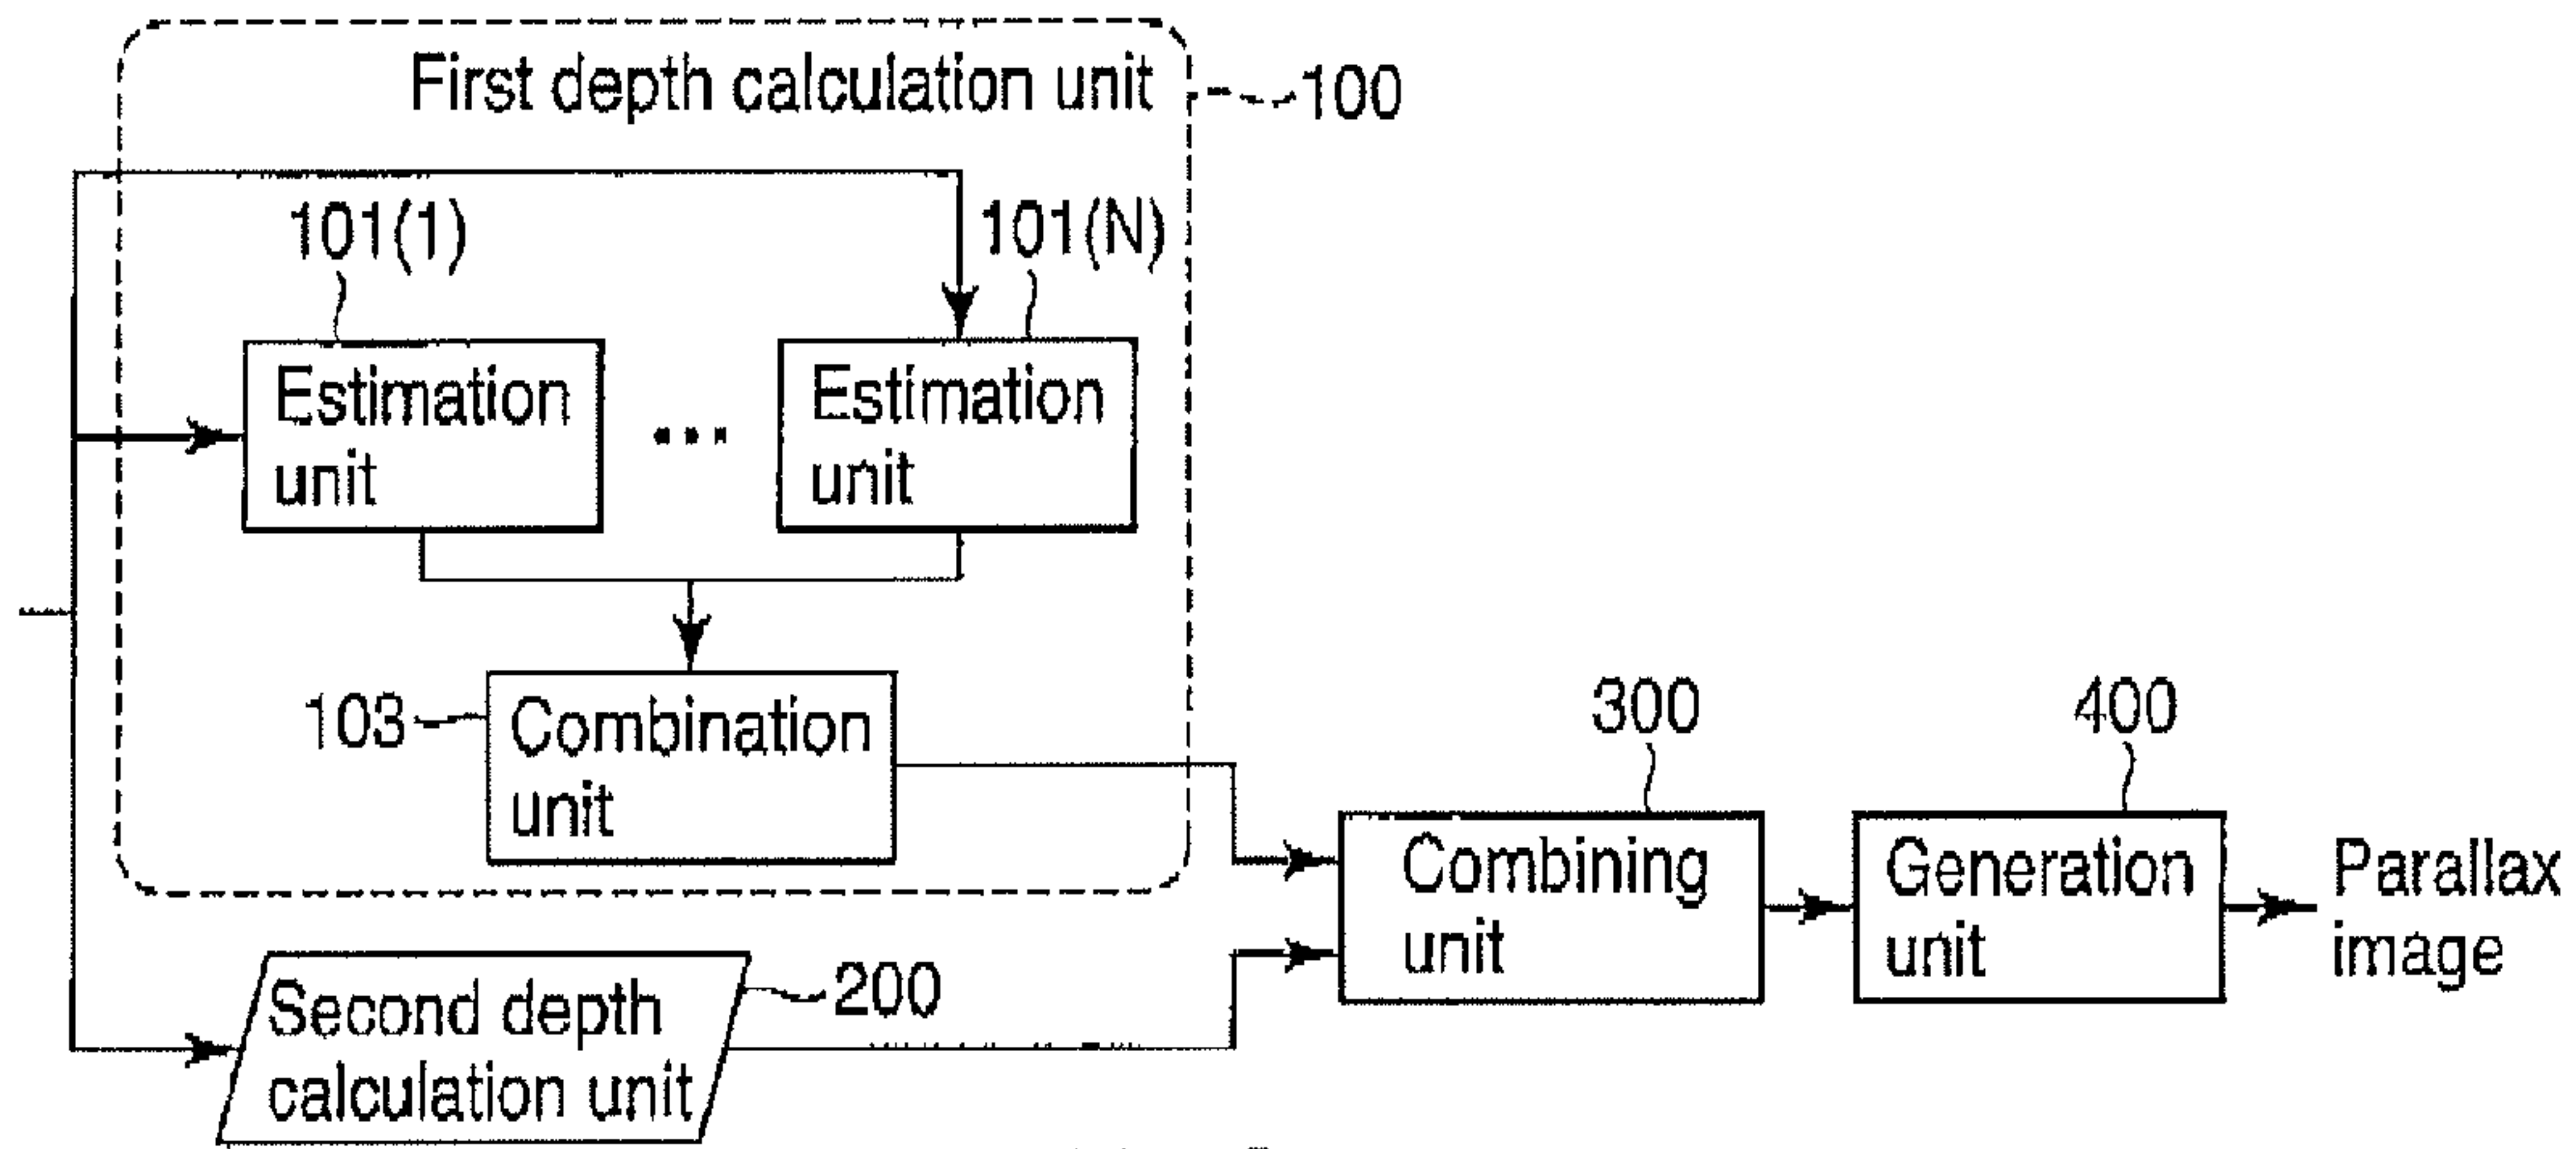 First depth calculation unit
100
101(1)
101(N)
Estimation
unit
...
Estimation
unit
103
Combination
unit
300
400
Combining
unit
Generation
unit
Parallax
image
Second depth
calculation unit
200